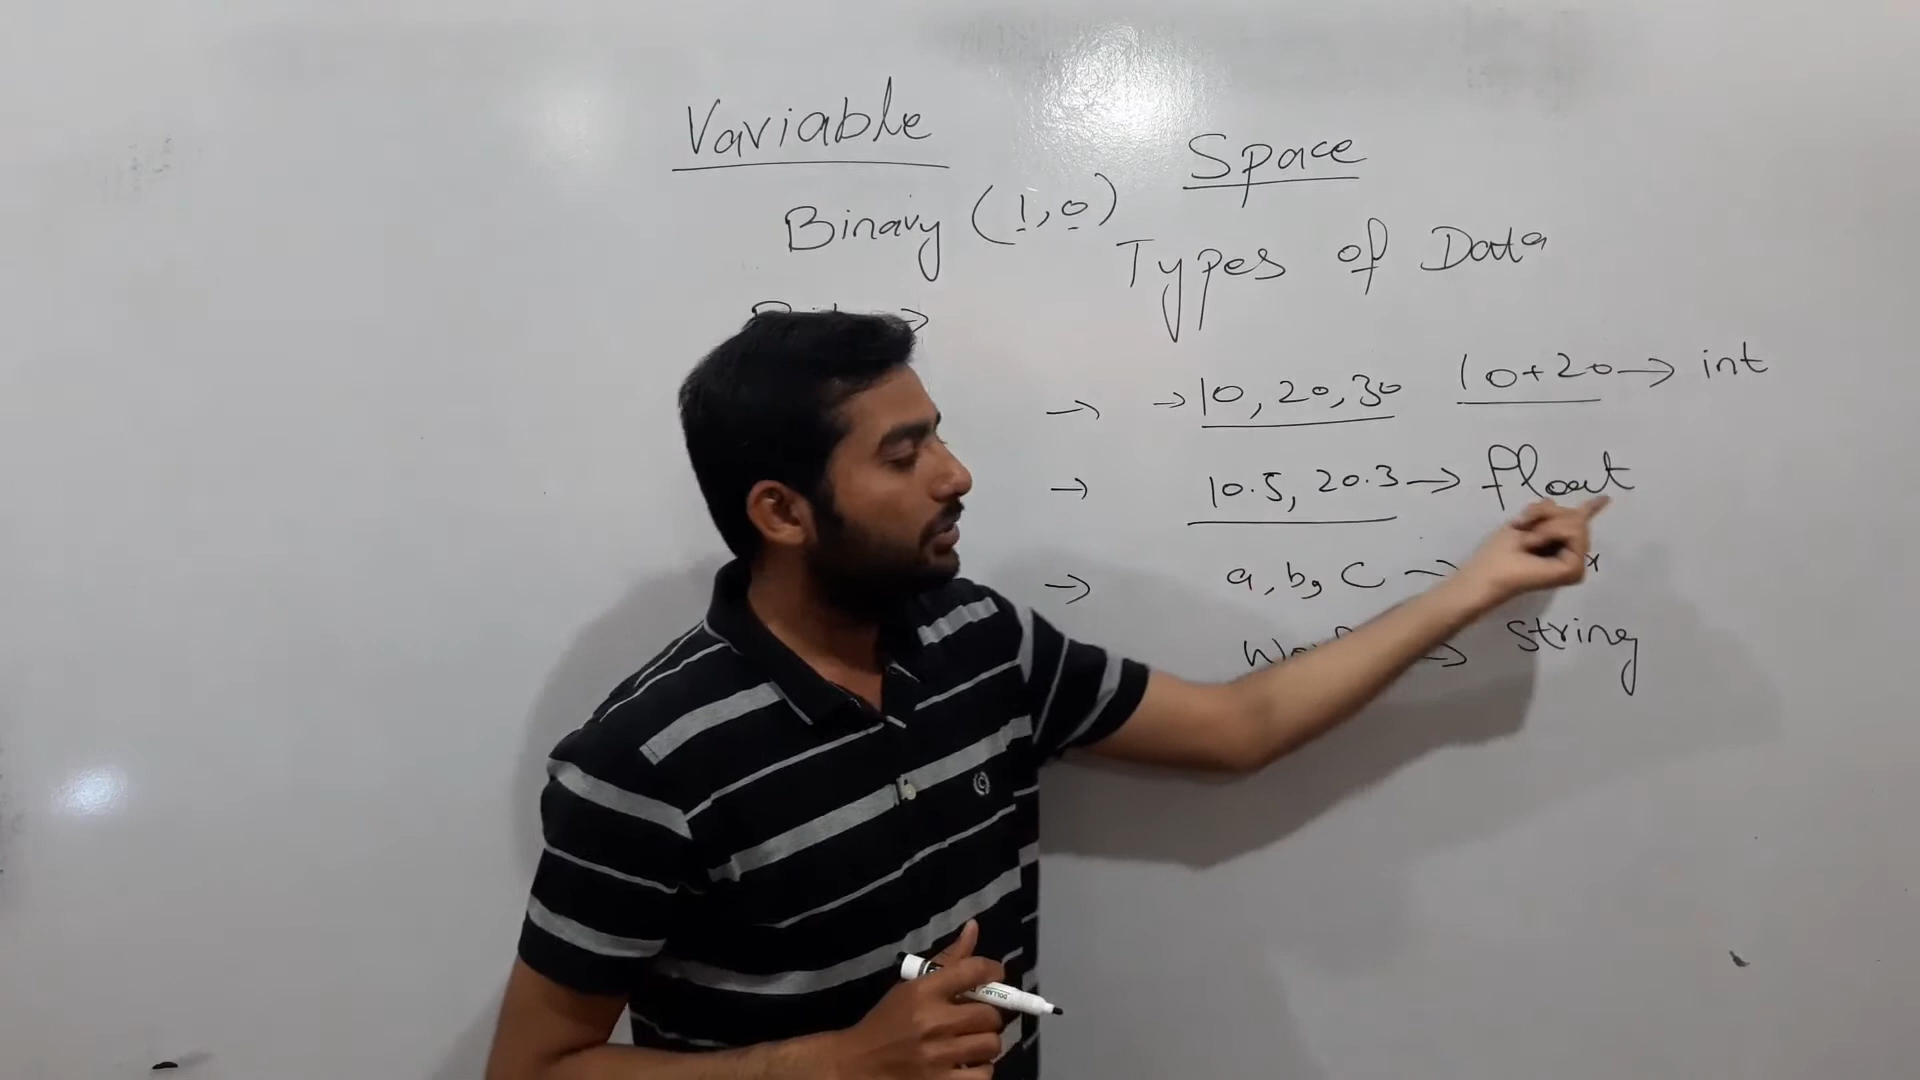 Variable
Space
Binary (1,0)
Types of Data
→ → 10, 20, 30 10+20 → int
→ 10.5, 20.3 → float
→ a, b, c →
→ string
DOLLAR